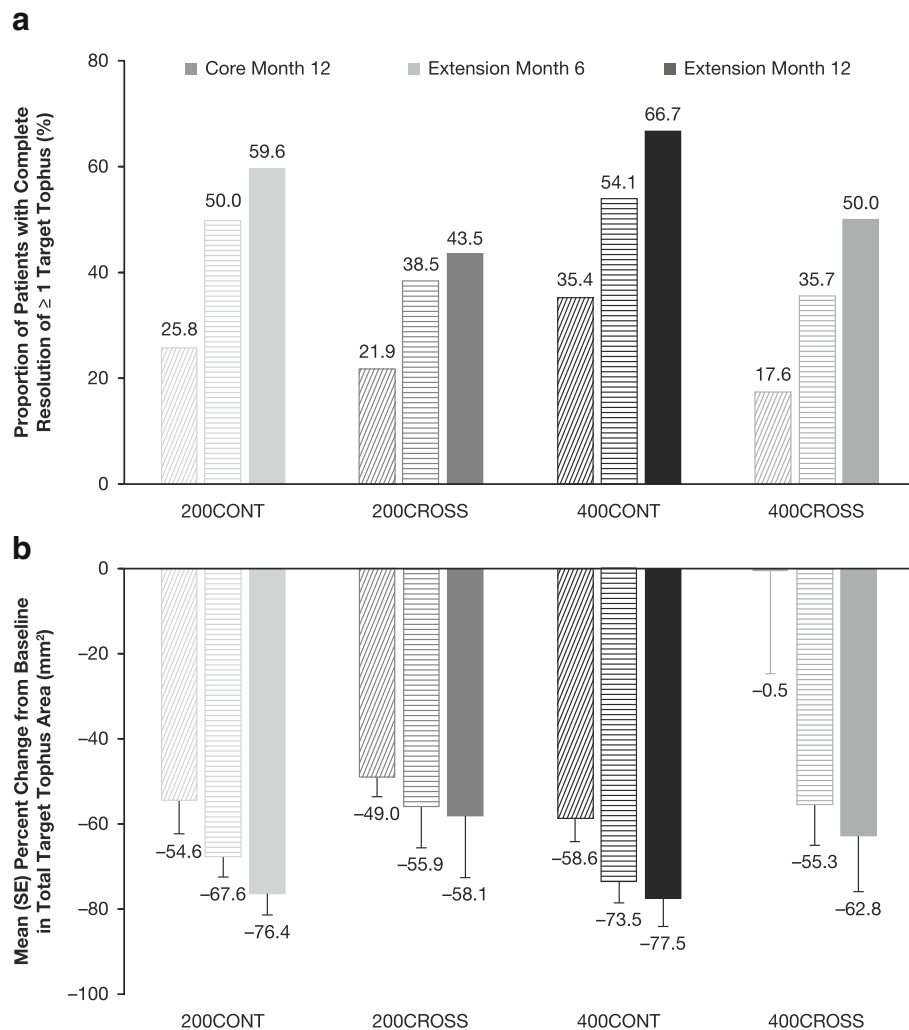 a
Proportion of Patients with Complete
Resolution of ≥ 1 Target Tophus (%)
80
60
40
20
0
Core Month 12 Extension Month 6 Extension Month 12
25.8 50.0 59.6 21.9 38.5 43.5 35.4 54.1 66.7 17.6 35.7 50.0
200CONT 200CROSS 400CONT 400CROSS
b
Mean (SE) Percent Change from Baseline
in Total Target Tophus Area (mm²)
0
–20
–40
–60
–80
–100
–54.6 –67.6 –76.4 –49.0 –55.9 –58.1 –58.6 –73.5 –77.5 –0.5 –55.3 –62.8
200CONT 200CROSS 400CONT 400CROSS